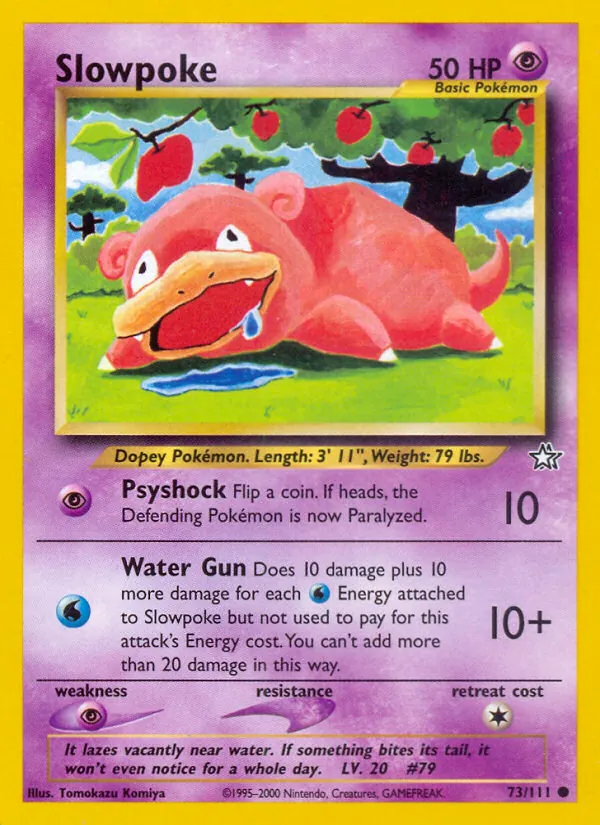 Slowpoke
50 HP
Basic Pokémon
Dopey Pokémon. Length: 3' 11", Weight: 79 lbs.
Psyshock Flip a coin. If heads, the
Defending Pokémon is now Paralyzed.
10
Water Gun Does 10 damage plus 10
more damage for each Energy attached
to Slowpoke but not used to pay for this
attack's Energy cost. You can't add more
than 20 damage in this way.
10+
weakness
resistance
retreat cost
It lazes vacantly near water. If something bites its tail, it
won't even notice for a whole day. LV. 20 #79
Illus. Tomokazu Komiya
©1995–2000 Nintendo, Creatures, GAMEFREAK.
73/111